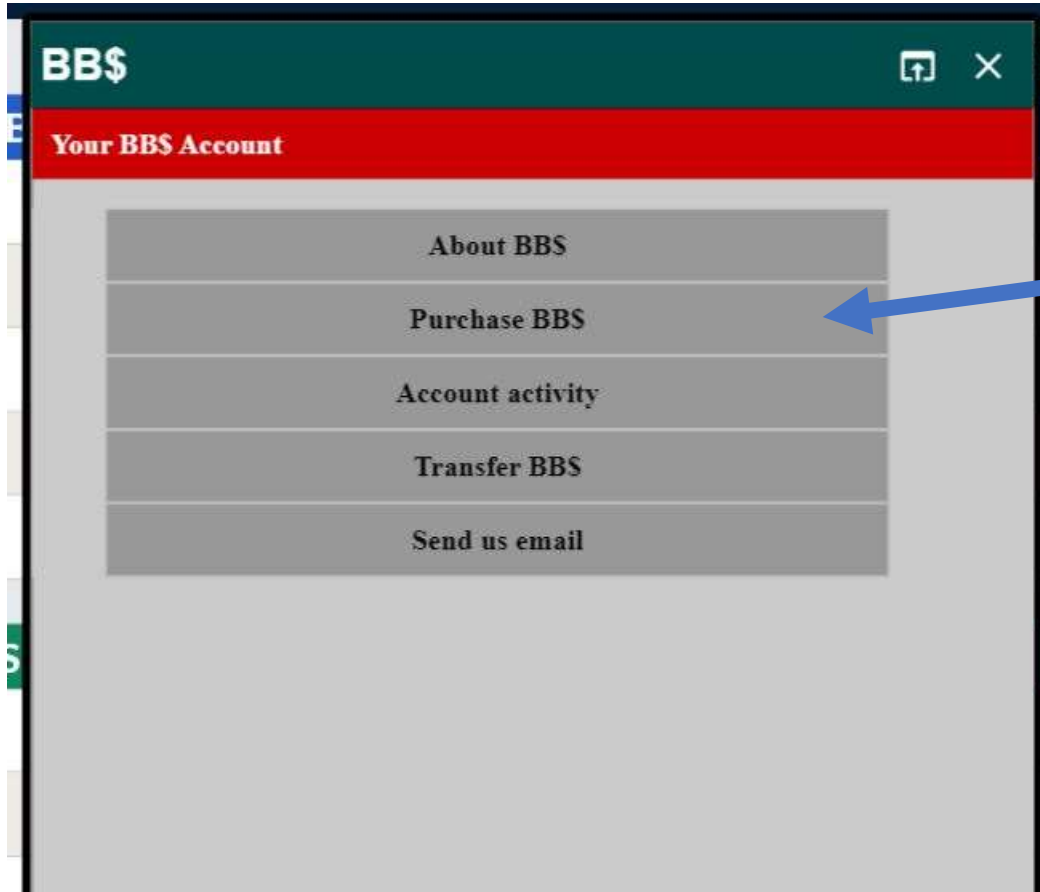 BB$
Your BB$ Account
About BB$
Purchase BB$
Account activity
Transfer BB$
Send us email